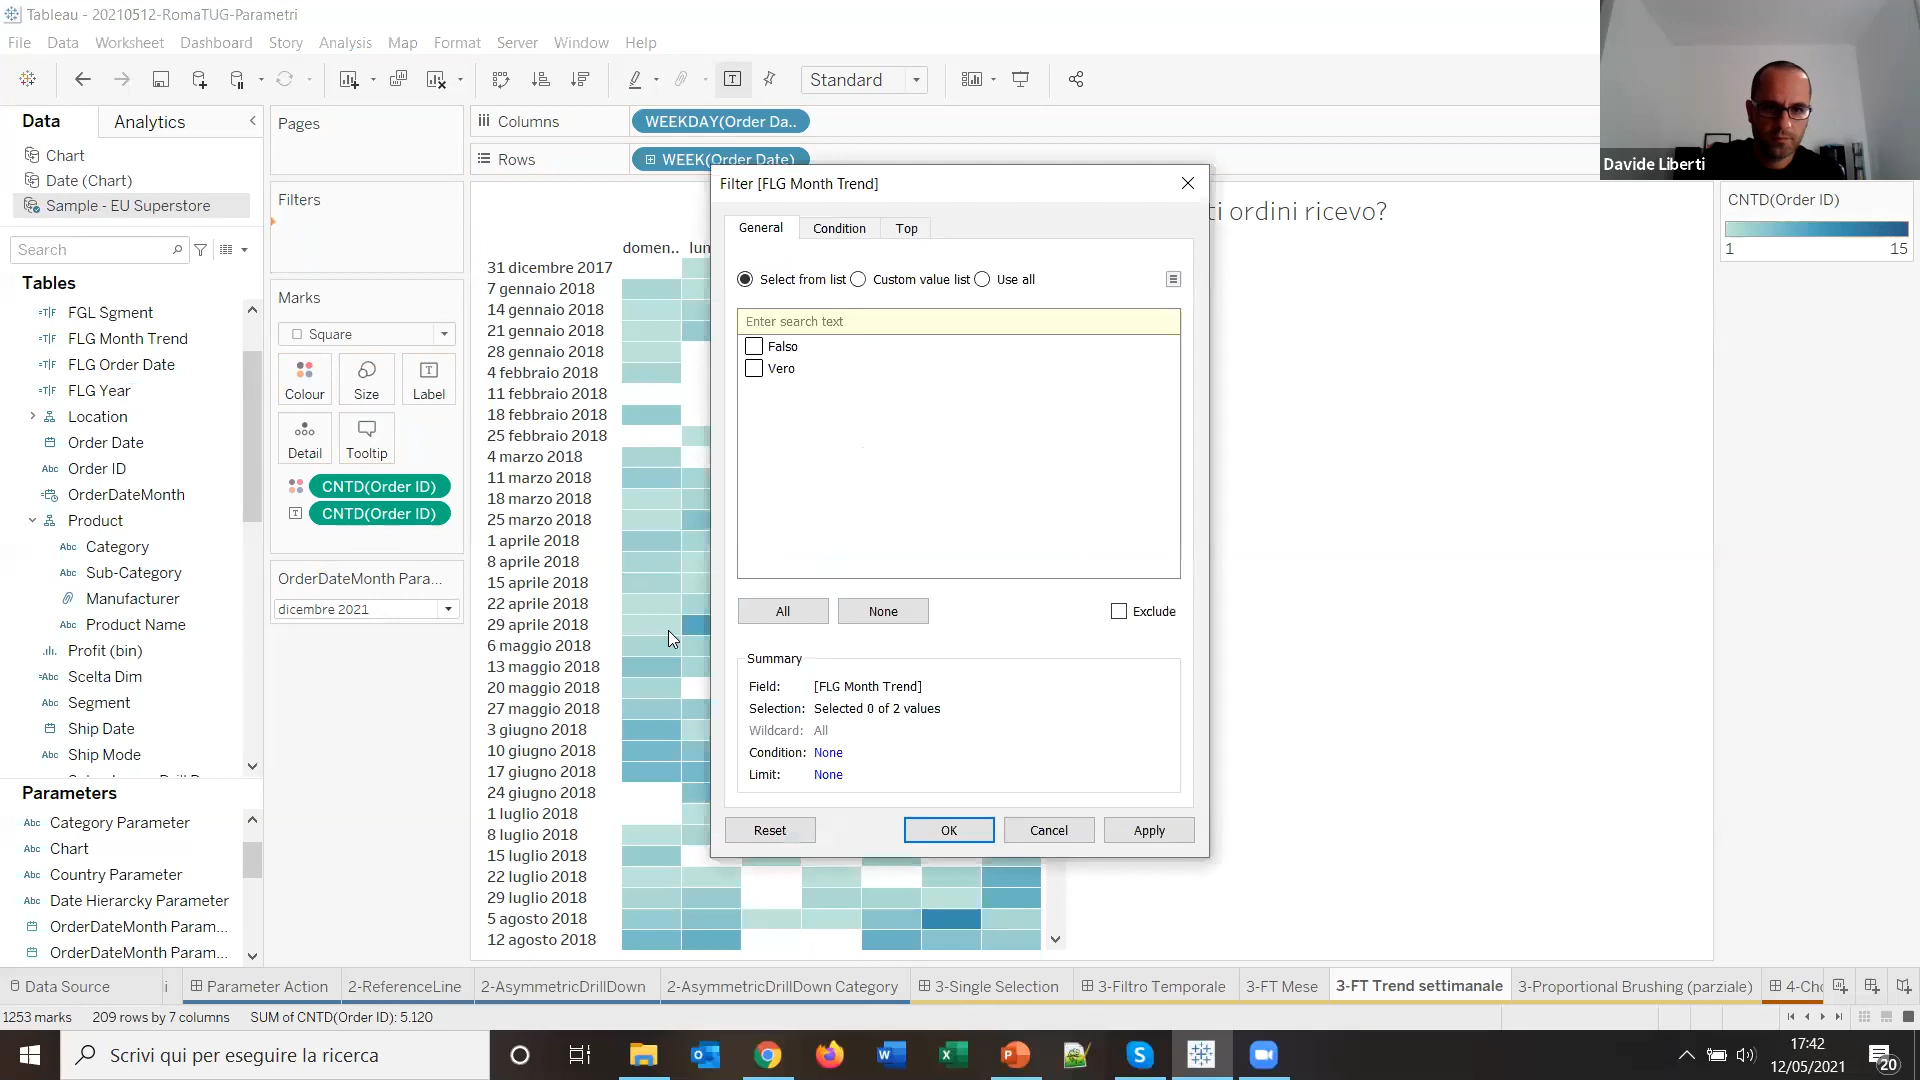 Tableau - 20210512-RomaTUG-Parametri
File Data Worksheet Dashboard Story Analysis Map Format Server Window Help
Standard
Davide Liberti
Data Analytics
Chart
Date (Chart)
Sample - EU Superstore
Search
Tables
FGL Sgment
FLG Month Trend
FLG Order Date
FLG Year
Location
Order Date
Order ID
OrderDateMonth
Product
Category
Sub-Category
Manufacturer
Product Name
Profit (bin)
Scelta Dim
Segment
Ship Date
Ship Mode
Parameters
Category Parameter
Chart
Country Parameter
Date Hierarcky Parameter
OrderDateMonth Param...
OrderDateMonth Param...
Pages
Filters
Marks
Square
Colour Size Label
Detail Tooltip
CNTD(Order ID)
CNTD(Order ID)
OrderDateMonth Para...
dicembre 2021
Columns WEEKDAY(Order Da..
Rows WEEK(Order Date)
ti ordini ricevo?
domen.. lun
31 dicembre 2017
7 gennaio 2018
14 gennaio 2018
21 gennaio 2018
28 gennaio 2018
4 febbraio 2018
11 febbraio 2018
18 febbraio 2018
25 febbraio 2018
4 marzo 2018
11 marzo 2018
18 marzo 2018
25 marzo 2018
1 aprile 2018
8 aprile 2018
15 aprile 2018
22 aprile 2018
29 aprile 2018
6 maggio 2018
13 maggio 2018
20 maggio 2018
27 maggio 2018
3 giugno 2018
10 giugno 2018
17 giugno 2018
24 giugno 2018
1 luglio 2018
8 luglio 2018
15 luglio 2018
22 luglio 2018
29 luglio 2018
5 agosto 2018
12 agosto 2018
Filter [FLG Month Trend]
General Condition Top
Select from list Custom value list Use all
Enter search text
Falso
Vero
All None Exclude
Summary
Field: [FLG Month Trend]
Selection: Selected 0 of 2 values
Wildcard: All
Condition: None
Limit: None
Reset OK Cancel Apply
CNTD(Order ID)
1 15
Data Source i Parameter Action 2-ReferenceLine 2-AsymmetricDrillDown 2-AsymmetricDrillDown Category 3-Single Selection 3-Filtro Temporale 3-FT Mese 3-FT Trend settimanale 3-Proportional Brushing (parziale) 4-Cho
1253 marks 209 rows by 7 columns SUM of CNTD(Order ID): 5.120
Scrivi qui per eseguire la ricerca
17:42
12/05/2021
20